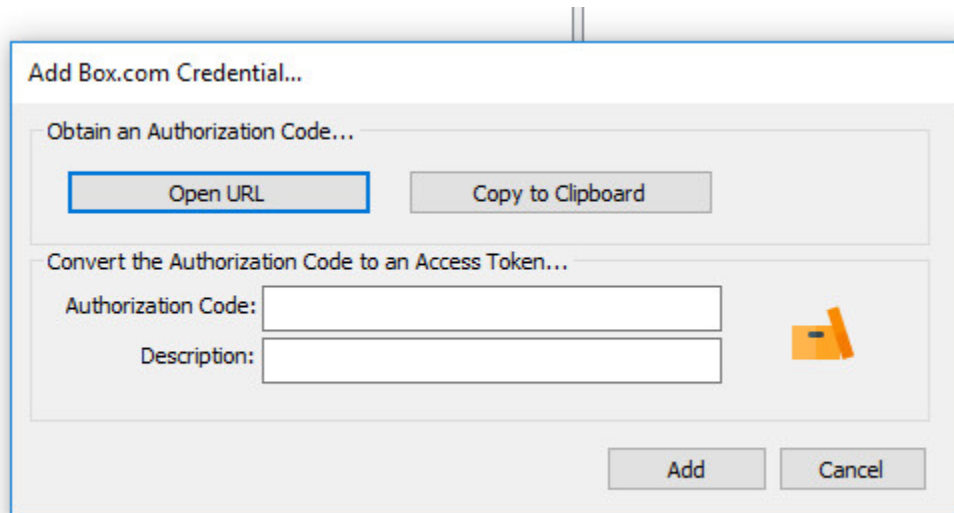 Add Box.com Credential...
Obtain an Authorization Code...
Open URL
Copy to Clipboard
Convert the Authorization Code to an Access Token...
Authorization Code:
Description:
Add
Cancel